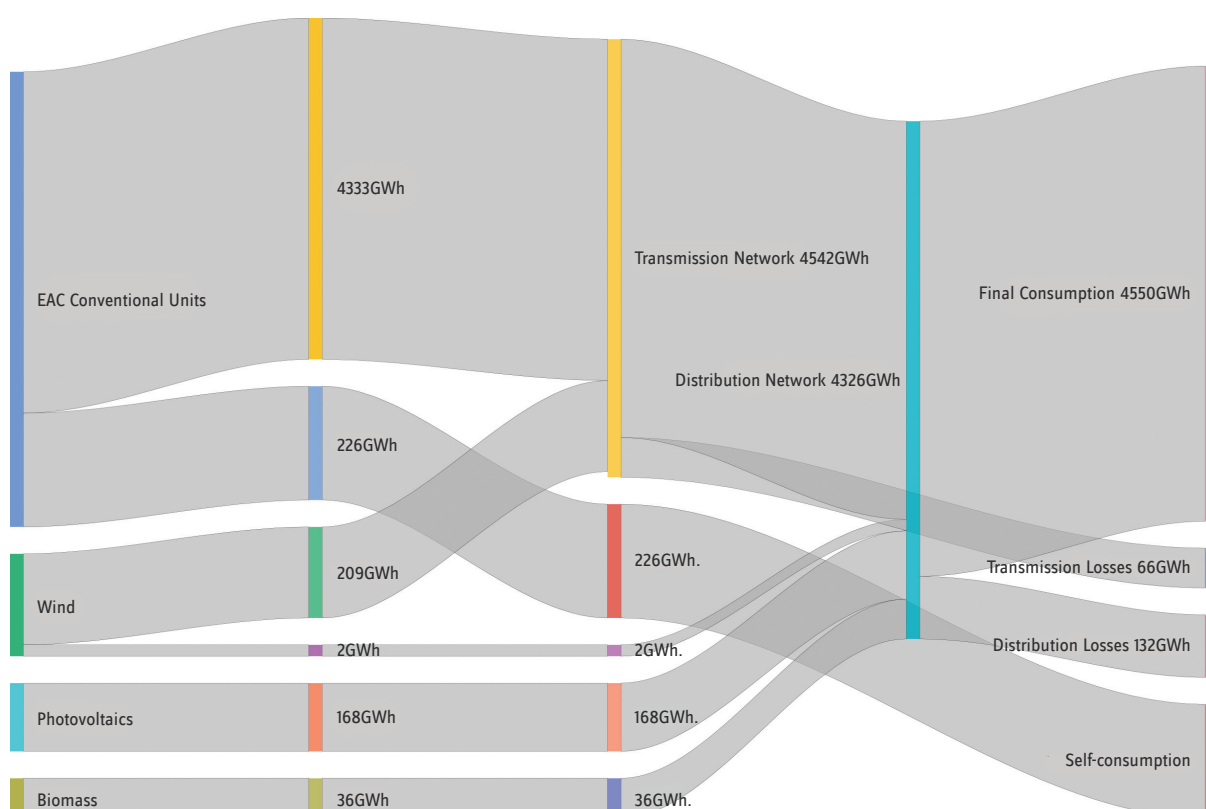 EAC Conventional Units
Wind
Photovoltaics
Biomass
4333GWh
226GWh
209GWh
2GWh
168GWh
36GWh
Transmission Network 4542GWh
226GWh.
2GWh.
168GWh.
36GWh.
Distribution Network 4326GWh
Final Consumption 4550GWh
Transmission Losses 66GWh
Distribution Losses 132GWh
Self-consumption